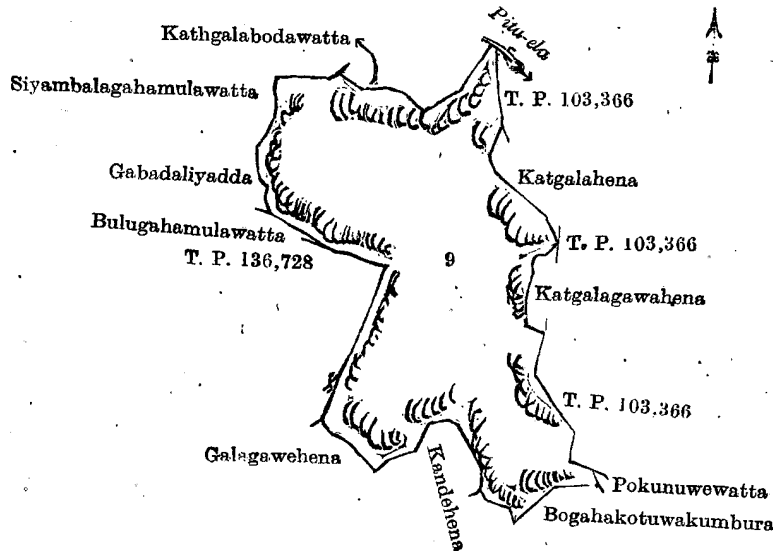 Pitu-ela
Kathgalabodawatta
Siyambalagahamulawatta
T. P. 103,366
Gabadaliyadda
Katgalahena
Bulugahamulawatta
T. P. 103,366
T. P. 136,728
9
Katgalagawahena
T. P. 103,366
Galagawehena
Kandehena
Pokunuwewatta
Bogahakotuwakumbura